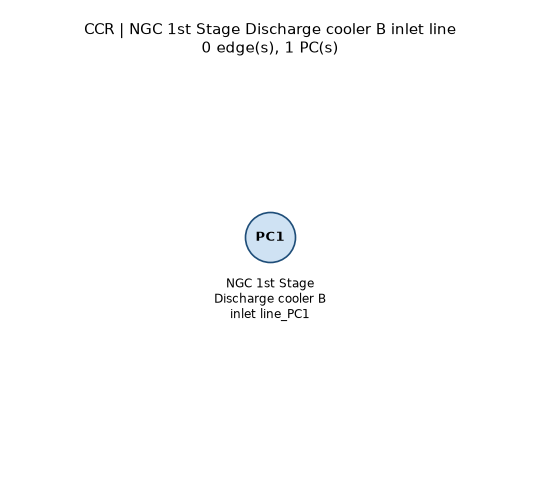 CCR | NGC 1st Stage Discharge cooler B inlet line
0 edge(s), 1 PC(s)
PC1
NGC 1st Stage
Discharge cooler B
inlet line_PC1